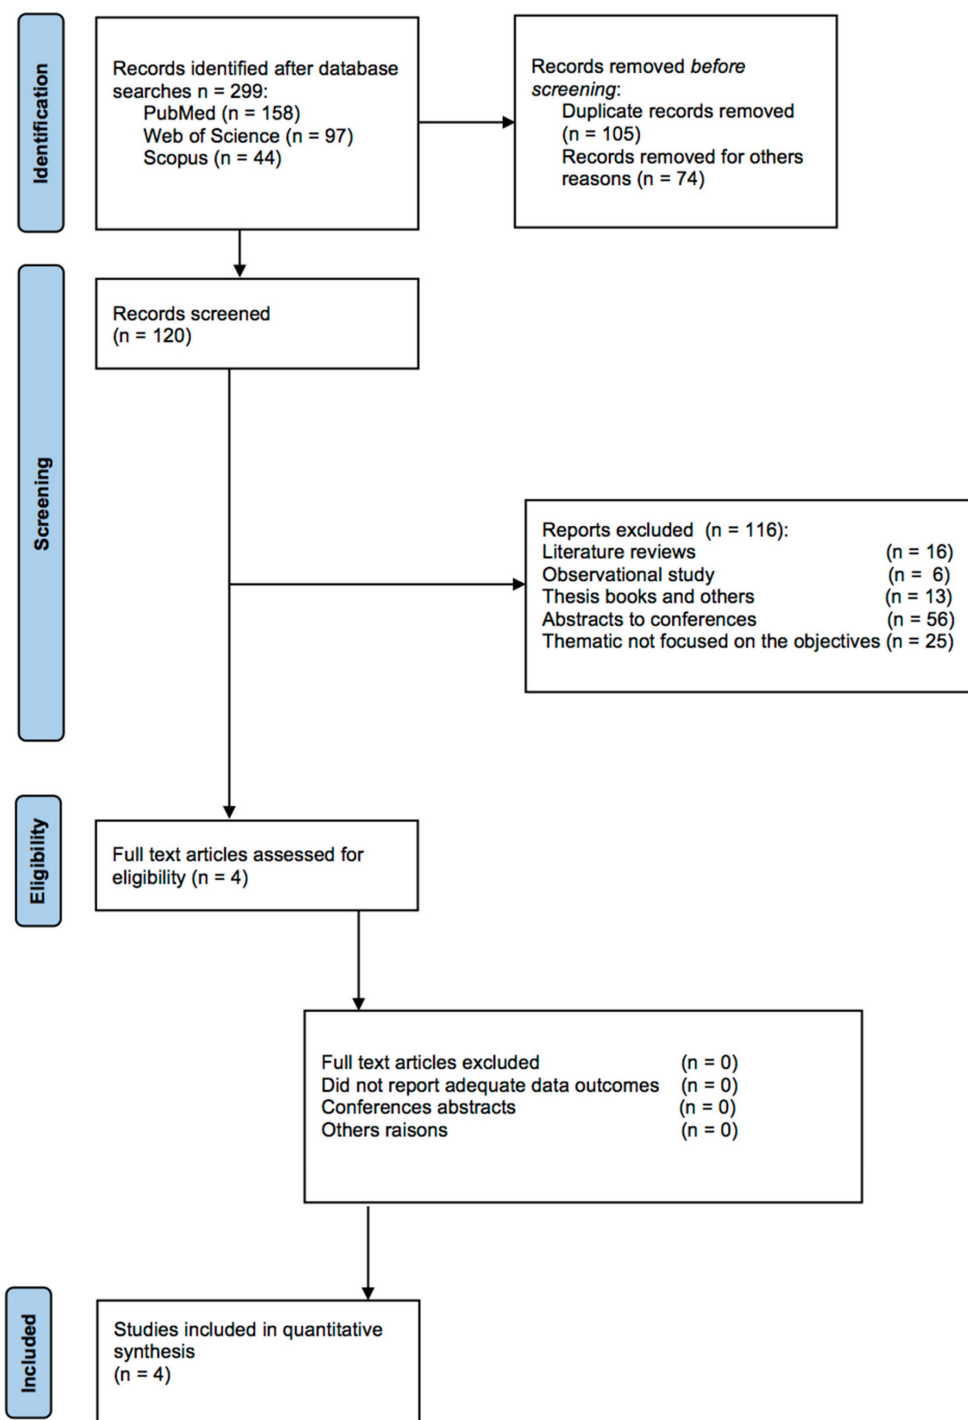 Identification
Records identified after database
searches n = 299:
PubMed (n = 158)
Web of Science (n = 97)
Scopus (n = 44)
Records removed before
screening:
Duplicate records removed
(n = 105)
Records removed for others
reasons (n = 74)
Screening
Records screened
(n = 120)
Reports excluded (n = 116):
Literature reviews (n = 16)
Observational study (n = 6)
Thesis books and others (n = 13)
Abstracts to conferences (n = 56)
Thematic not focused on the objectives (n = 25)
Eligibility
Full text articles assessed for
eligibility (n = 4)
Full text articles excluded (n = 0)
Did not report adequate data outcomes (n = 0)
Conferences abstracts (n = 0)
Others raisons (n = 0)
Included
Studies included in quantitative
synthesis
(n = 4)